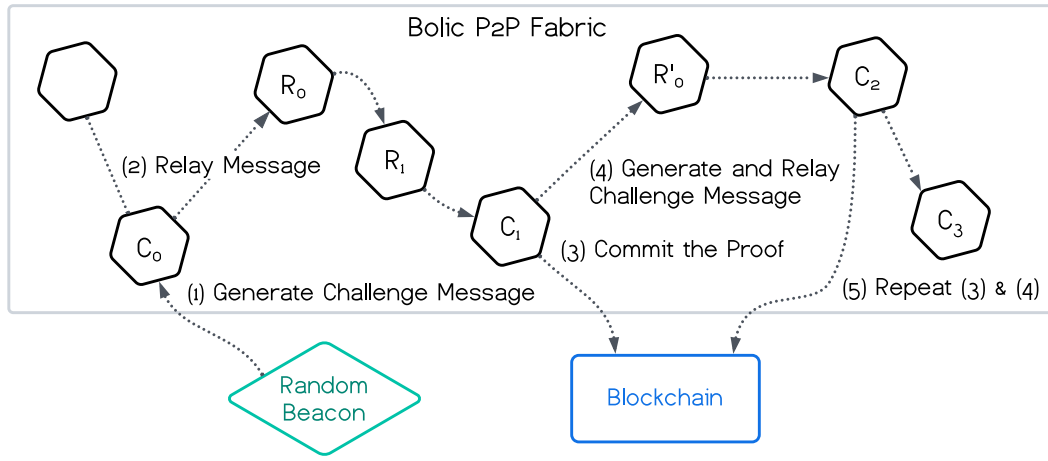 Bolic P2P Fabric
R₀
R'₀
C₂
(2) Relay Message
R₁
(4) Generate and Relay
Challenge Message
C₀
C₁
C₃
(3) Commit the Proof
(1) Generate Challenge Message
(5) Repeat (3) & (4)
Random
Beacon
Blockchain